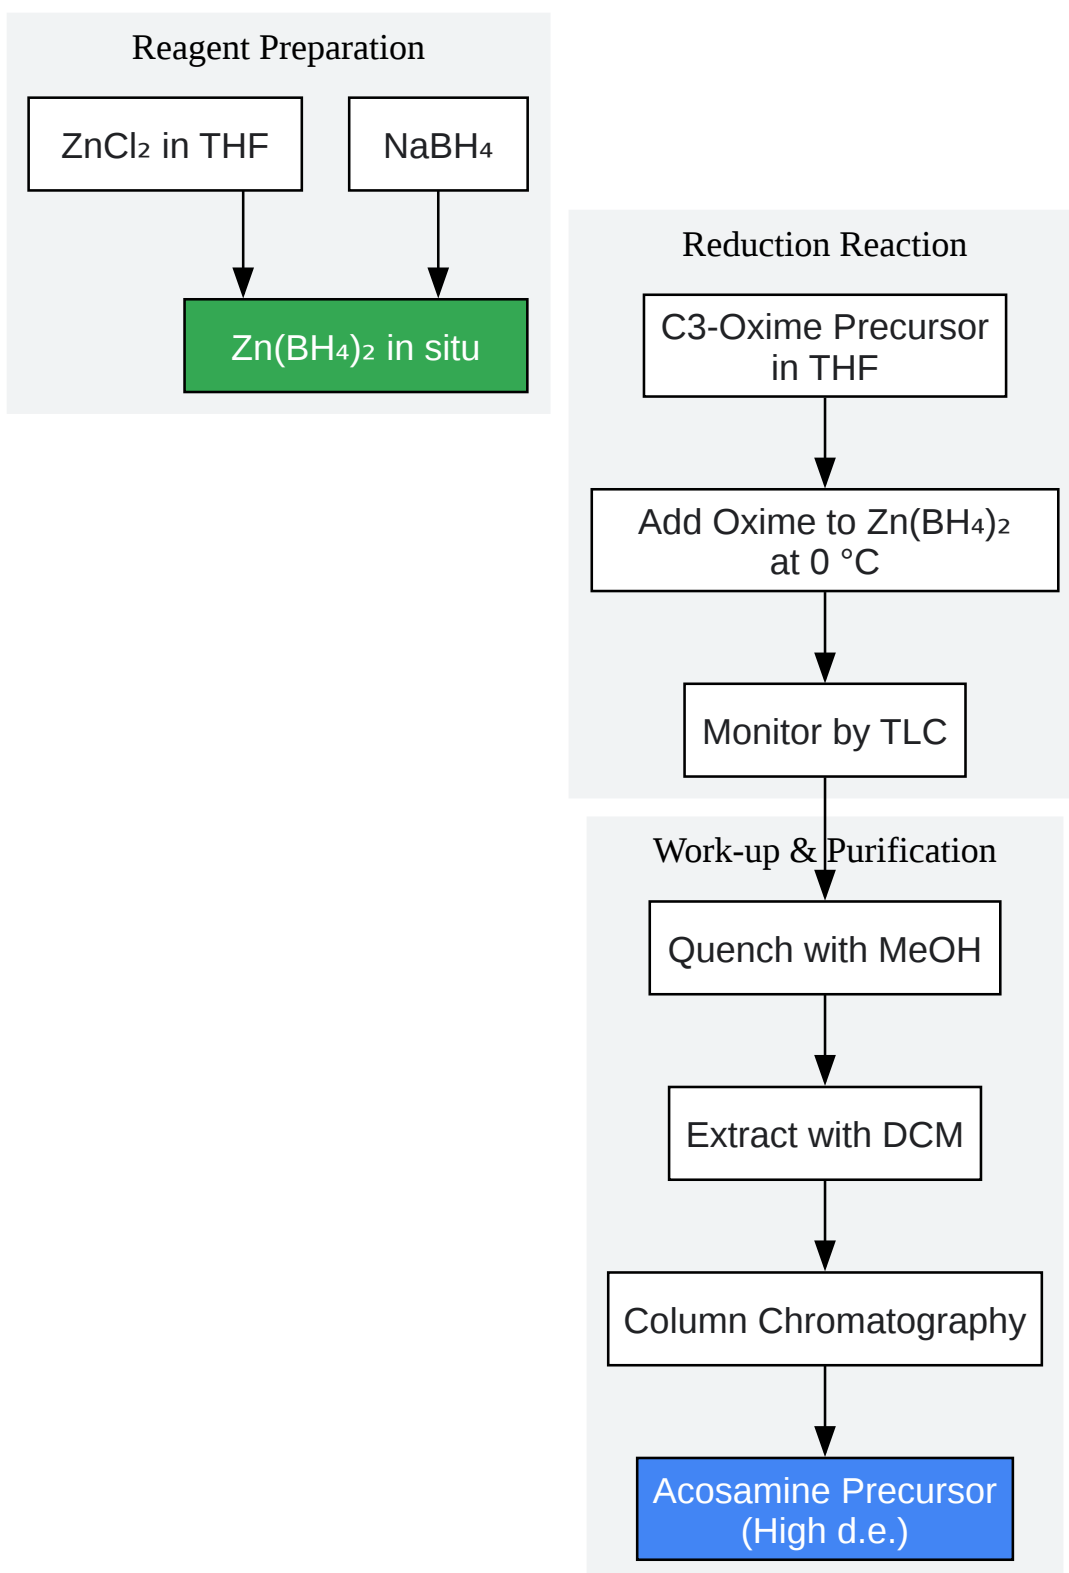 Reagent Preparation
ZnCl₂ in THF
NaBH₄
Zn(BH₄)₂ in situ
Reduction Reaction
C3-Oxime Precursor
in THF
Add Oxime to Zn(BH₄)₂
at 0 °C
Monitor by TLC
Work-up & Purification
Quench with MeOH
Extract with DCM
Column Chromatography
Acosamine Precursor
(High d.e.)